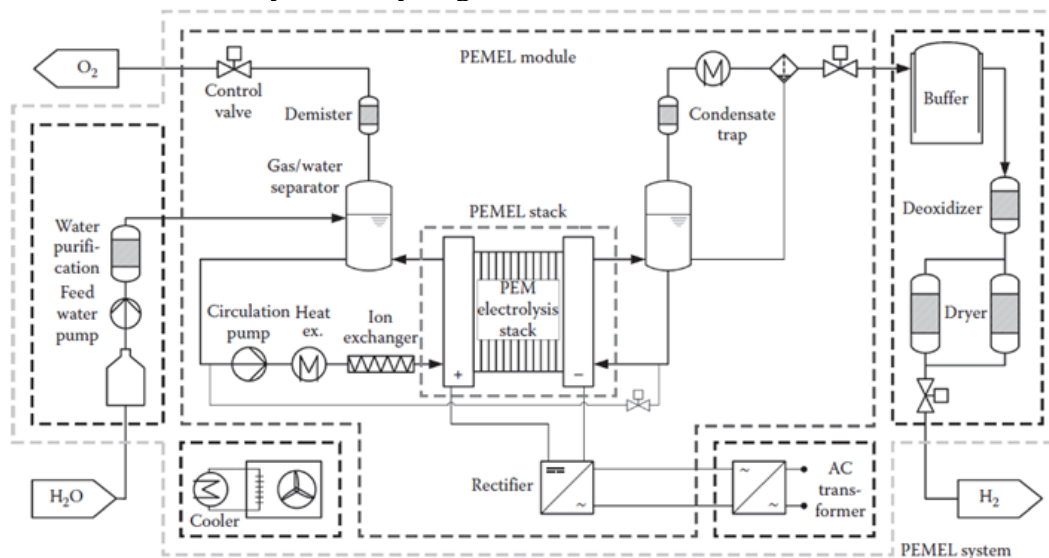 PEMEL module
O2
Control
valve
Demister
Condensate
trap
Buffer
Gas/water
separator
PEMEL stack
Deoxidizer
Water
purifi-
cation
Feed
water
pump
Circulation
pump
Heat
ex.
Ion
exchanger
PEM
electrolysis
stack
Dryer
+
−
H2O
Cooler
Rectifier
~
~
~
AC
trans-
former
H2
PEMEL system